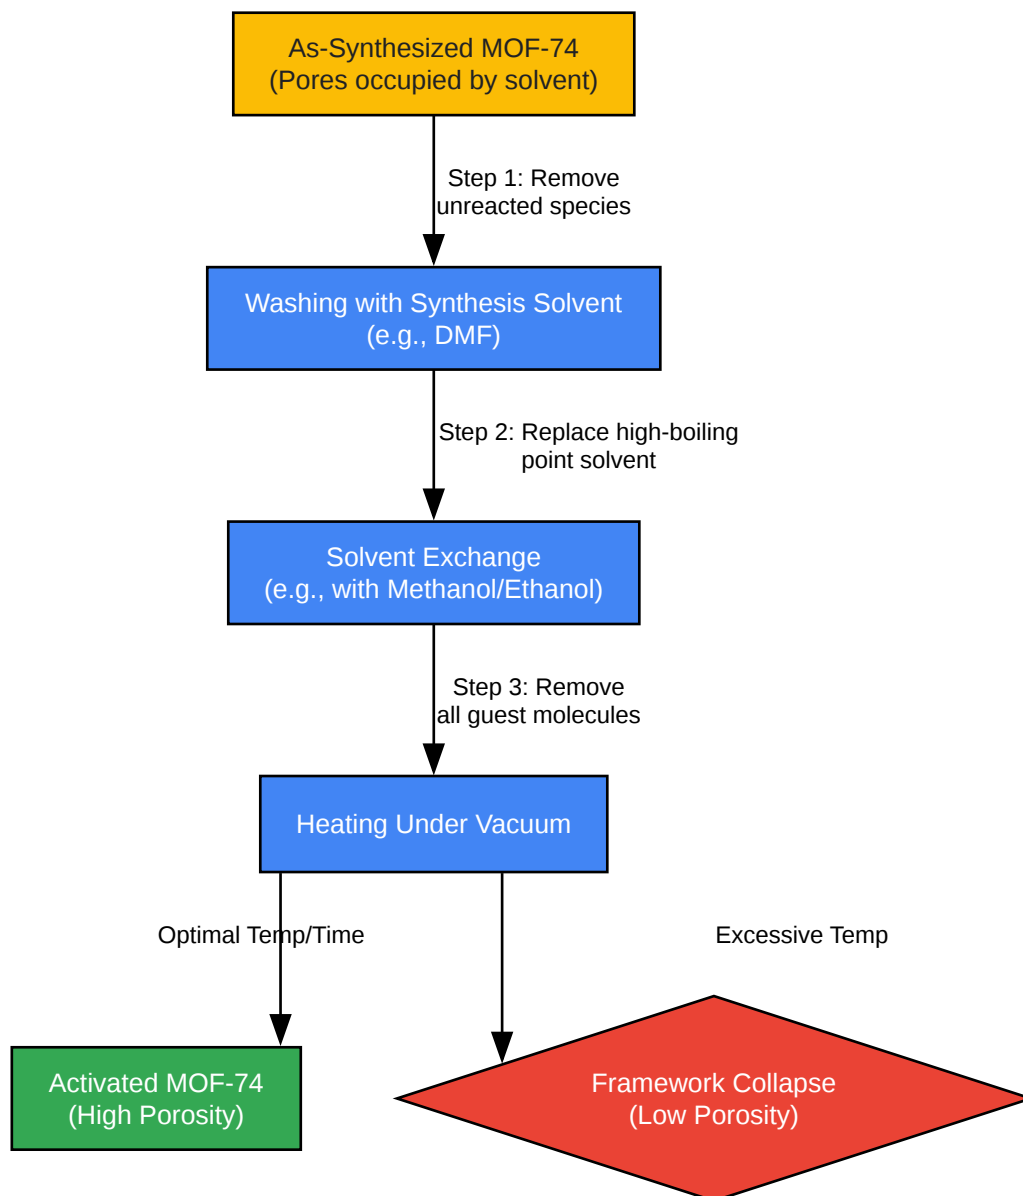 As-Synthesized MOF-74
(Pores occupied by solvent)
Step 1: Remove
unreacted species
Washing with Synthesis Solvent
(e.g., DMF)
Step 2: Replace high-boiling
point solvent
Solvent Exchange
(e.g., with Methanol/Ethanol)
Step 3: Remove
all guest molecules
Heating Under Vacuum
Optimal Temp/Time
Excessive Temp
Activated MOF-74
(High Porosity)
Framework Collapse
(Low Porosity)